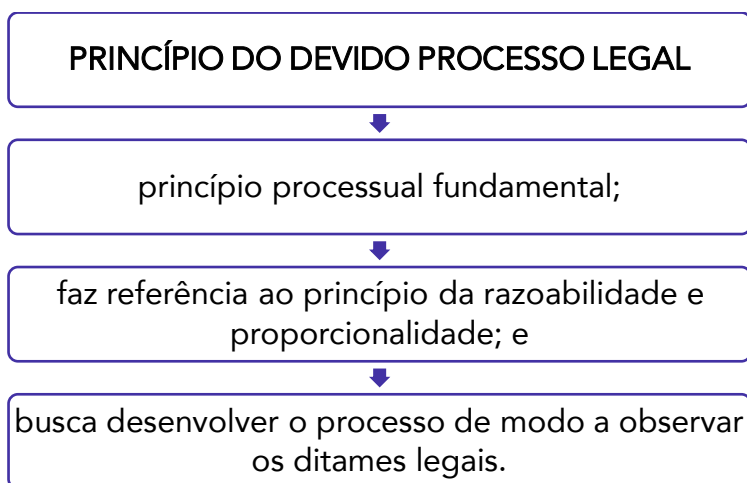 PRINCÍPIO DO DEVIDO PROCESSO LEGAL
princípio processual fundamental;
faz referência ao princípio da razoabilidade e
proporcionalidade; e
busca desenvolver o processo de modo a observar
os ditames legais.